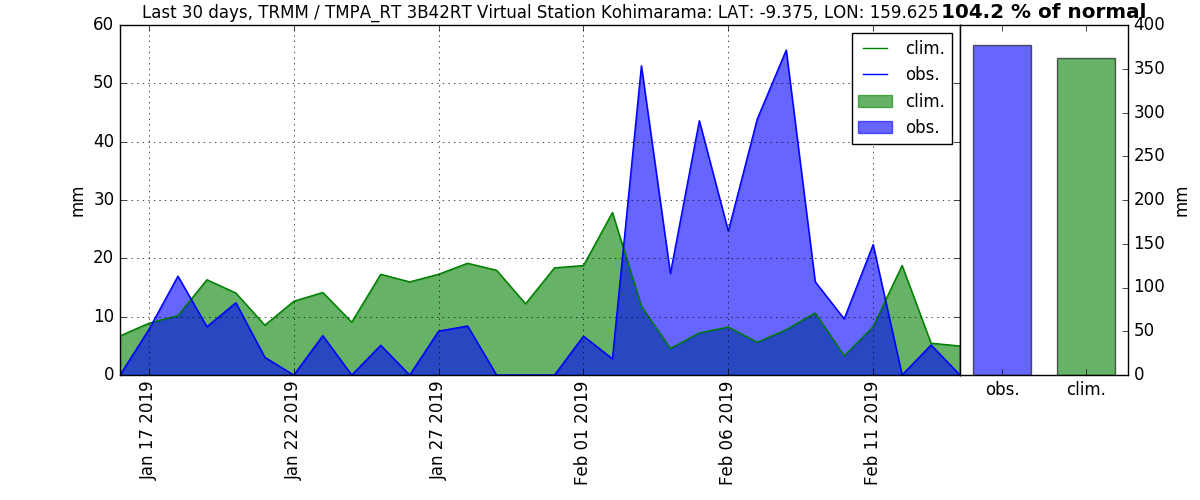 Last 30 days, TRMM / TMPA_RT 3B42RT Virtual Station Kohimarama: LAT: -9.375, LON: 159.625
104.2 % of normal
60
50
40
30
20
10
0
mm
clim.
obs.
clim.
obs.
400
350
300
250
200
150
100
50
0
mm
obs.
clim.
Jan 17 2019
Jan 22 2019
Jan 27 2019
Feb 01 2019
Feb 06 2019
Feb 11 2019